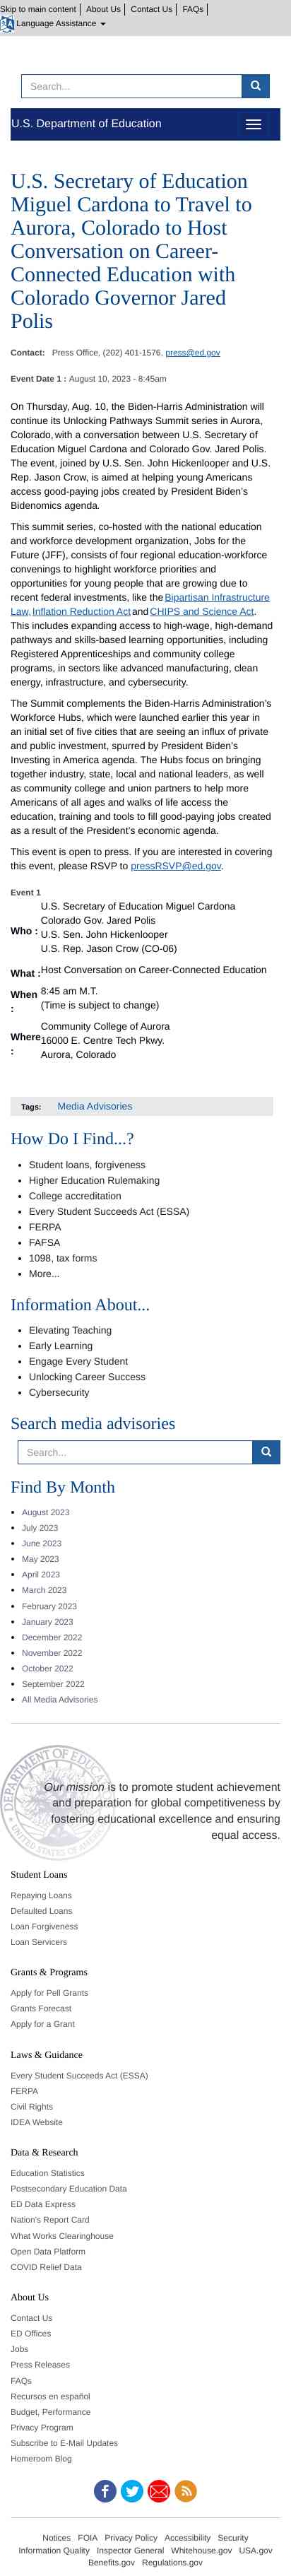 Skip to main content | About Us | Contact Us | FAQs |
Language Assistance
Search...
U.S. Department of Education
U.S. Secretary of Education
Miguel Cardona to Travel to
Aurora, Colorado to Host
Conversation on Career-
Connected Education with
Colorado Governor Jared
Polis
Contact: Press Office, (202) 401-1576, press@ed.gov
Event Date 1 : August 10, 2023 - 8:45am
On Thursday, Aug. 10, the Biden-Harris Administration will
continue its Unlocking Pathways Summit series in Aurora,
Colorado, with a conversation between U.S. Secretary of
Education Miguel Cardona and Colorado Gov. Jared Polis.
The event, joined by U.S. Sen. John Hickenlooper and U.S.
Rep. Jason Crow, is aimed at helping young Americans
access good-paying jobs created by President Biden's
Bidenomics agenda.
This summit series, co-hosted with the national education
and workforce development organization, Jobs for the
Future (JFF), consists of four regional education-workforce
convenings to highlight workforce priorities and
opportunities for young people that are growing due to
recent federal investments, like the Bipartisan Infrastructure
Law, Inflation Reduction Act and CHIPS and Science Act.
This includes expanding access to high-wage, high-demand
pathways and skills-based learning opportunities, including
Registered Apprenticeships and community college
programs, in sectors like advanced manufacturing, clean
energy, infrastructure, and cybersecurity.
The Summit complements the Biden-Harris Administration's
Workforce Hubs, which were launched earlier this year in
an initial set of five cities that are seeing an influx of private
and public investment, spurred by President Biden's
Investing in America agenda. The Hubs focus on bringing
together industry, state, local and national leaders, as well
as community college and union partners to help more
Americans of all ages and walks of life access the
education, training and tools to fill good-paying jobs created
as a result of the President's economic agenda.
This event is open to press. If you are interested in covering
this event, please RSVP to pressRSVP@ed.gov.
Event 1
Who :
U.S. Secretary of Education Miguel Cardona
Colorado Gov. Jared Polis
U.S. Sen. John Hickenlooper
U.S. Rep. Jason Crow (CO-06)
What : Host Conversation on Career-Connected Education
When :
8:45 am M.T.
(Time is subject to change)
Where :
Community College of Aurora
16000 E. Centre Tech Pkwy.
Aurora, Colorado
Tags: Media Advisories
How Do I Find...?
Student loans, forgiveness
Higher Education Rulemaking
College accreditation
Every Student Succeeds Act (ESSA)
FERPA
FAFSA
1098, tax forms
More...
Information About...
Elevating Teaching
Early Learning
Engage Every Student
Unlocking Career Success
Cybersecurity
Search media advisories
Search...
Find By Month
August 2023
July 2023
June 2023
May 2023
April 2023
March 2023
February 2023
January 2023
December 2022
November 2022
October 2022
September 2022
All Media Advisories
Our mission is to promote student achievement
and preparation for global competitiveness by
fostering educational excellence and ensuring
equal access.
Student Loans
Repaying Loans
Defaulted Loans
Loan Forgiveness
Loan Servicers
Grants & Programs
Apply for Pell Grants
Grants Forecast
Apply for a Grant
Laws & Guidance
Every Student Succeeds Act (ESSA)
FERPA
Civil Rights
IDEA Website
Data & Research
Education Statistics
Postsecondary Education Data
ED Data Express
Nation's Report Card
What Works Clearinghouse
Open Data Platform
COVID Relief Data
About Us
Contact Us
ED Offices
Jobs
Press Releases
FAQs
Recursos en español
Budget, Performance
Privacy Program
Subscribe to E-Mail Updates
Homeroom Blog
Notices FOIA Privacy Policy Accessibility Security
Information Quality Inspector General Whitehouse.gov USA.gov
Benefits.gov Regulations.gov